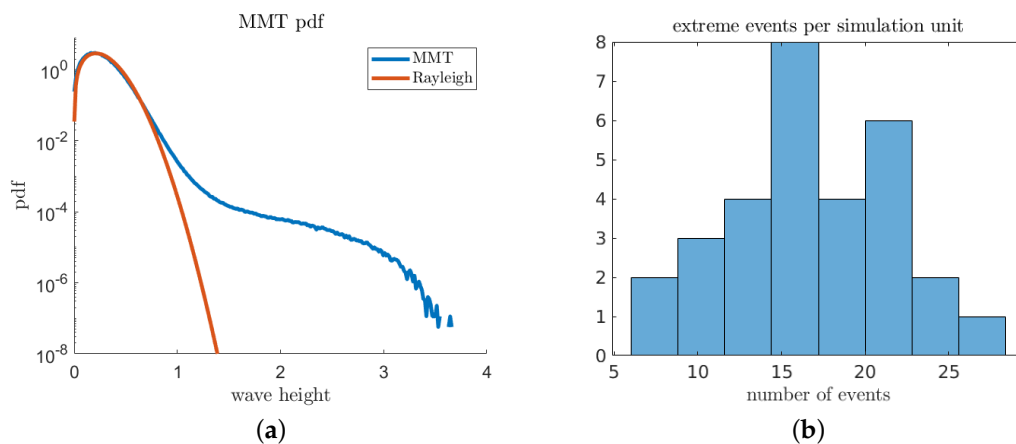 MMT pdf
MMT
Rayleigh
10^0
10^-2
10^-4
10^-6
10^-8
pdf
0 1 2 3 4
wave height
(a)
extreme events per simulation unit
8
7
6
5
4
3
2
1
0
5 10 15 20 25
number of events
(b)